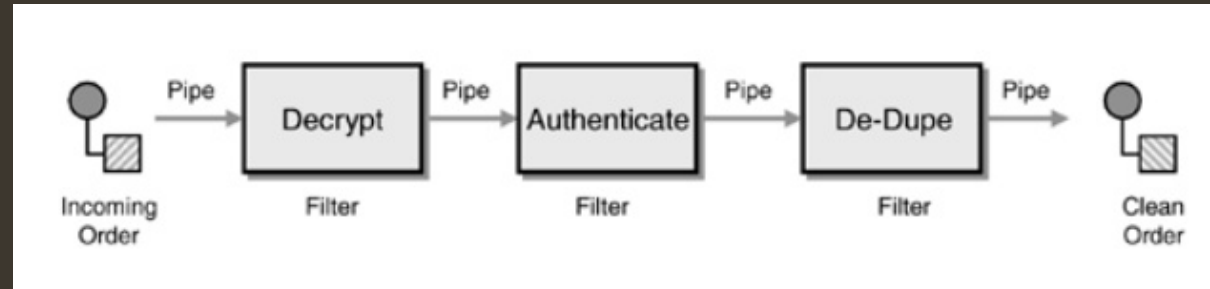 Pipe
Pipe
Pipe
Pipe
Decrypt
Authenticate
De-Dupe
Incoming
Order
Filter
Filter
Filter
Clean
Order